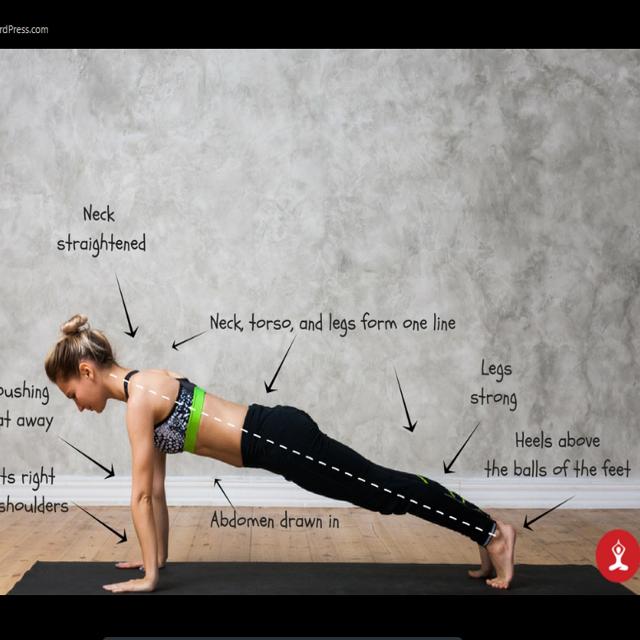 rdPress.com
Neck
straightened
Neck, torso, and legs form one line
Legs
strong
pushing
at away
Heels above
the balls of the feet
ts right
shoulders
Abdomen drawn in